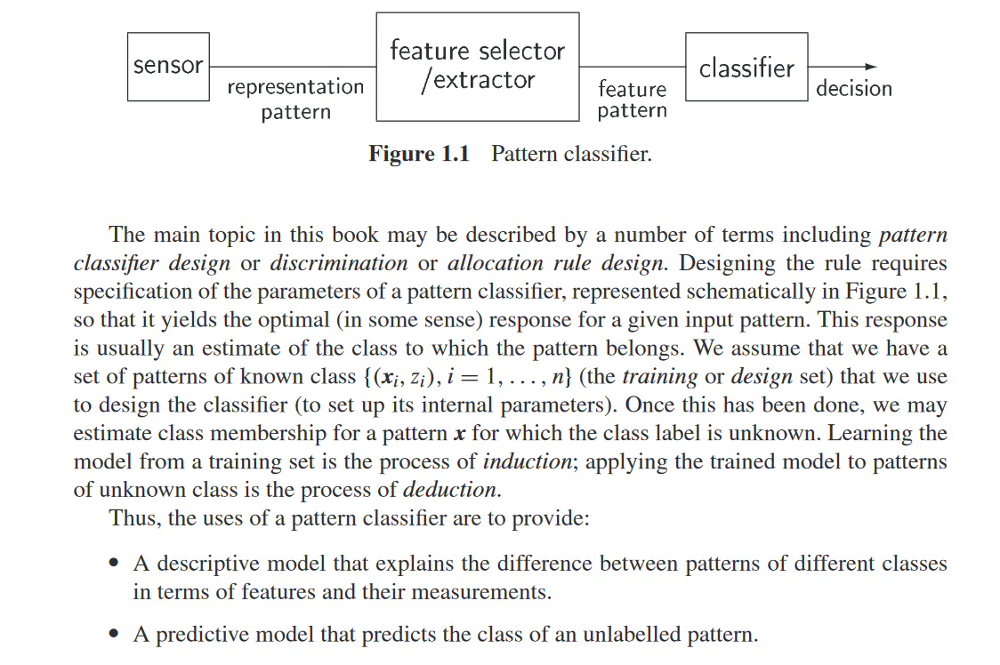 sensor
representation
pattern
feature selector
/extractor
feature
pattern
classifier
decision
Figure 1.1 Pattern classifier.
The main topic in this book may be described by a number of terms including pattern
classifier design or discrimination or allocation rule design. Designing the rule requires
specification of the parameters of a pattern classifier, represented schematically in Figure 1.1,
so that it yields the optimal (in some sense) response for a given input pattern. This response
is usually an estimate of the class to which the pattern belongs. We assume that we have a
set of patterns of known class {(xᵢ, zᵢ), i = 1, . . . , n} (the training or design set) that we use
to design the classifier (to set up its internal parameters). Once this has been done, we may
estimate class membership for a pattern x for which the class label is unknown. Learning the
model from a training set is the process of induction; applying the trained model to patterns
of unknown class is the process of deduction.
Thus, the uses of a pattern classifier are to provide:
• A descriptive model that explains the difference between patterns of different classes
in terms of features and their measurements.
• A predictive model that predicts the class of an unlabelled pattern.